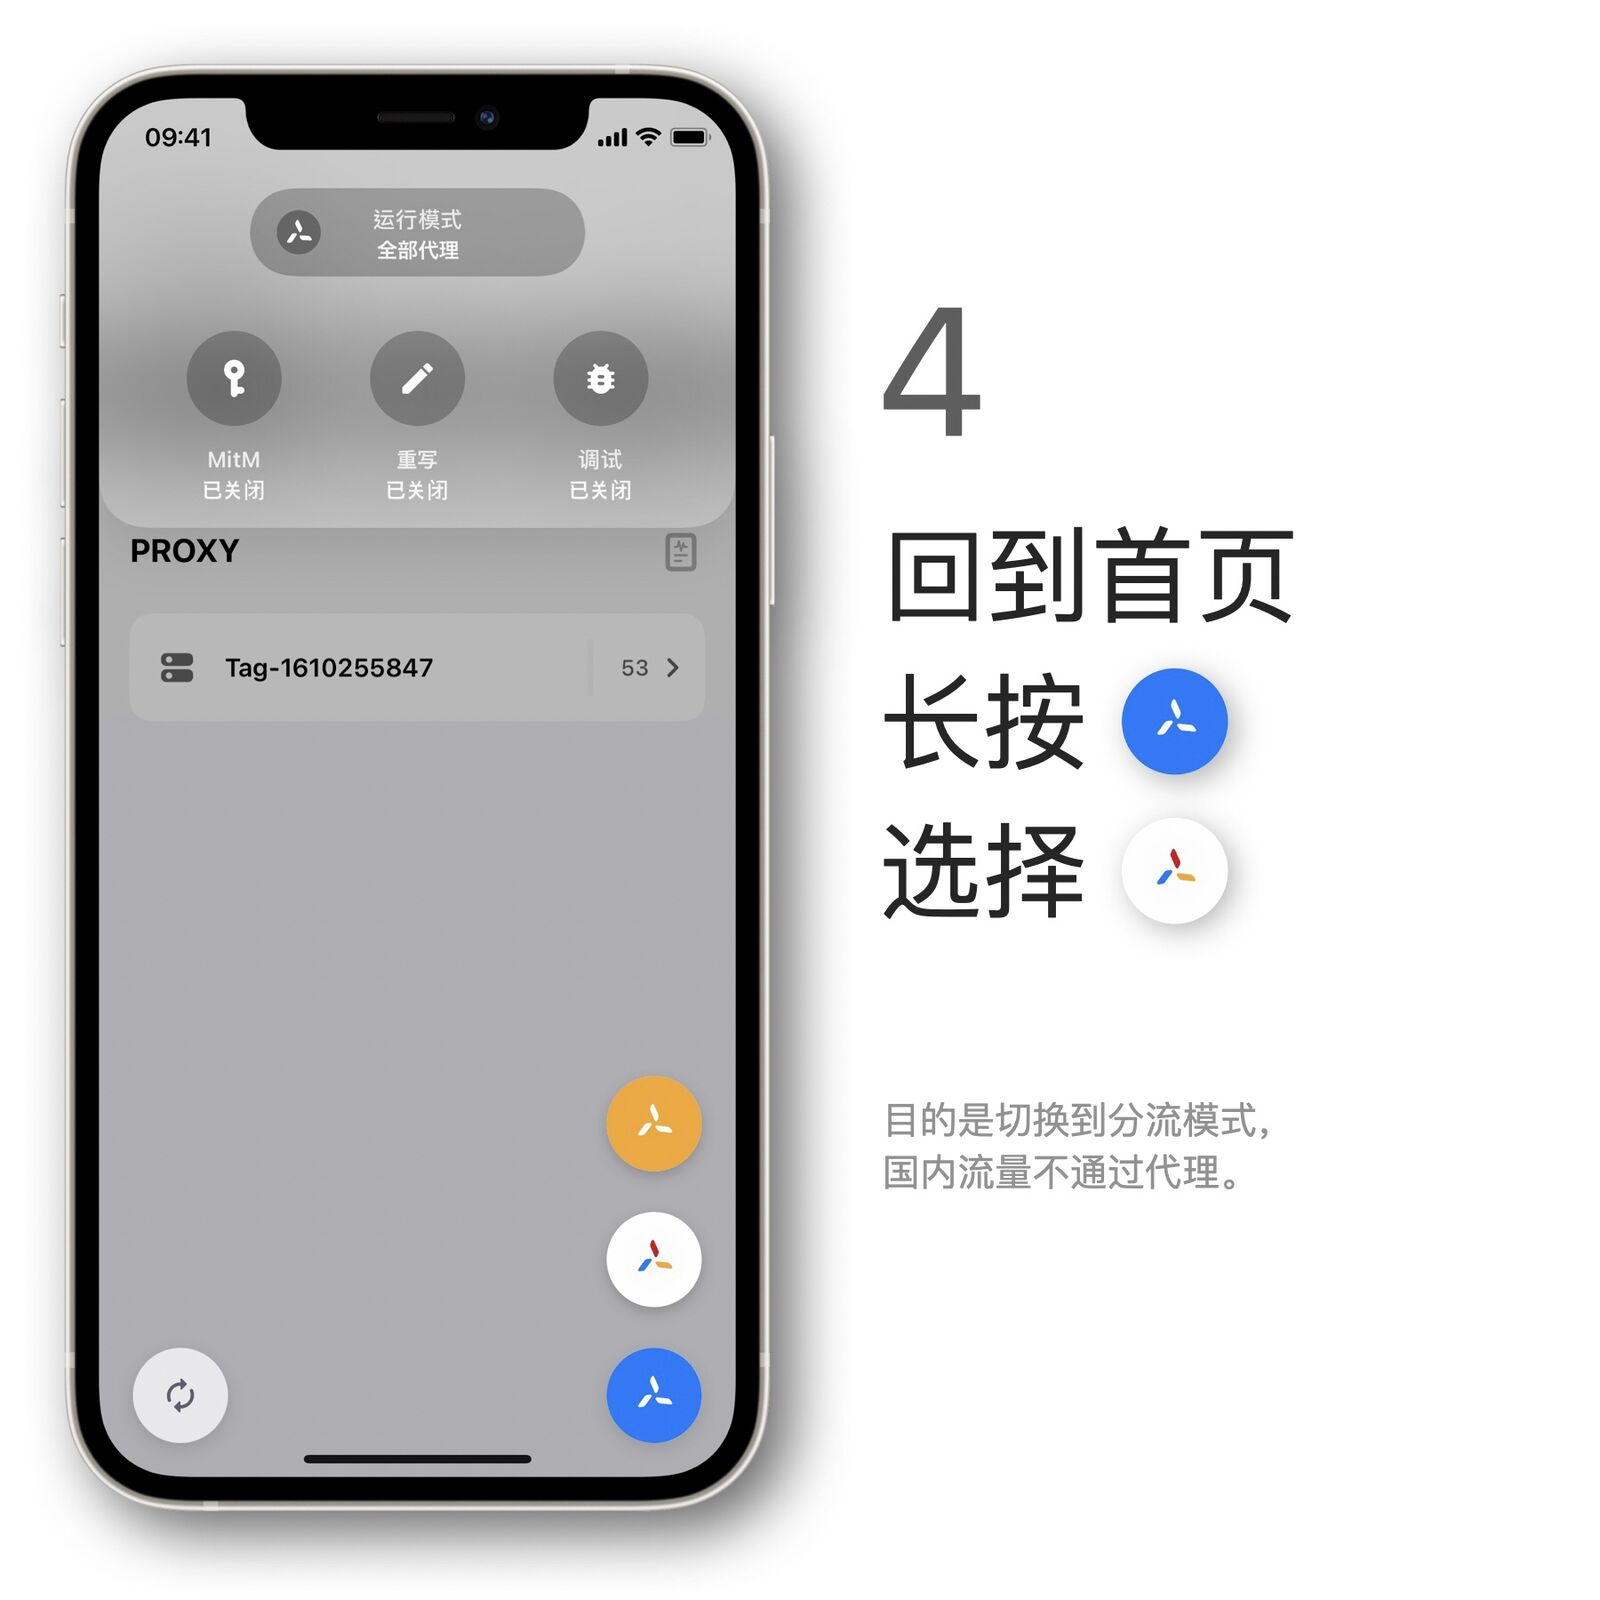 09:41
运行模式
全部代理
MitM
已关闭
重写
已关闭
调试
已关闭
PROXY
Tag-1610255847
53
4
回到首页
长按
选择
目的是切换到分流模式，
国内流量不通过代理。